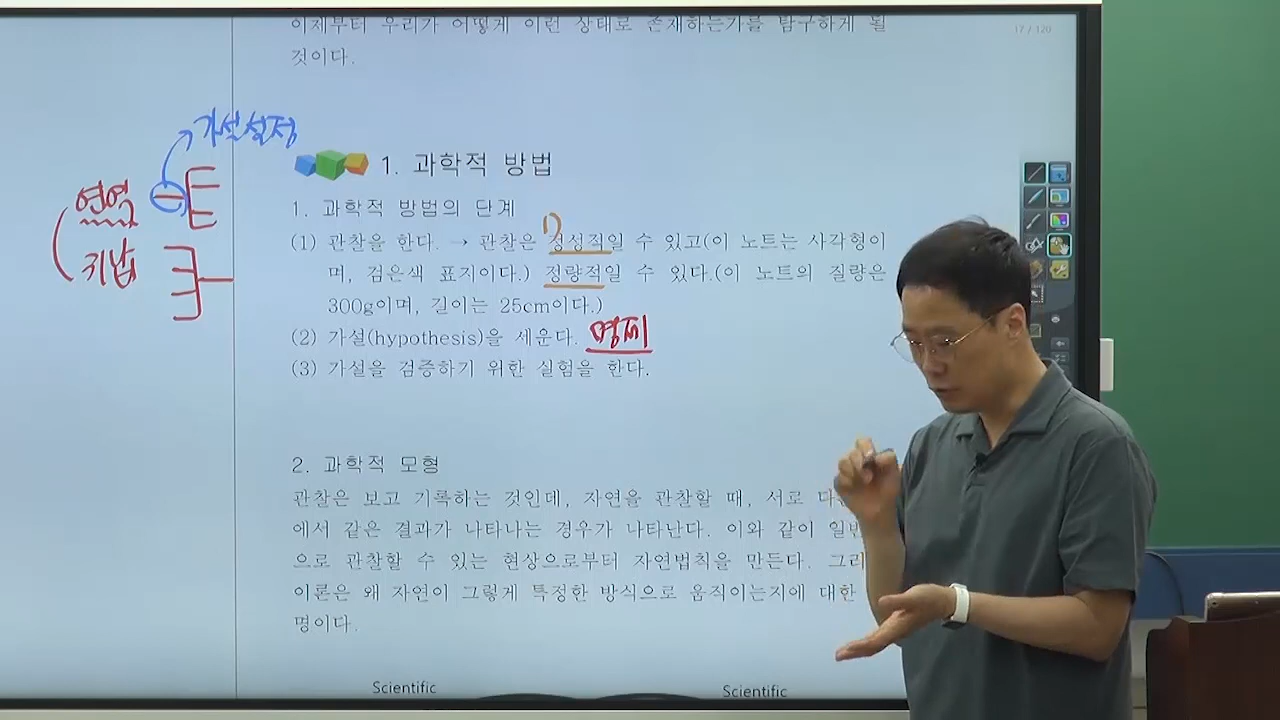 이제부터 우리가 어떻게 이런 상태로 존재하는가를 탐구하게 될
것이다.
17 / 120
가설설정
연역
귀납
1. 과학적 방법
1. 과학적 방법의 단계
1)
(1) 관찰을 한다. → 관찰은 정성적일 수 있고(이 노트는 사각형이
며, 검은색 표지이다.) 정량적일 수 있다.(이 노트의 질량은
300g이며, 길이는 25cm이다.)
(2) 가설(hypothesis)을 세운다. 명제
(3) 가설을 검증하기 위한 실험을 한다.
2. 과학적 모형
관찰은 보고 기록하는 것인데, 자연을 관찰할 때, 서로
에서 같은 결과가 나타나는 경우가 나타난다. 이와 같이
으로 관찰할 수 있는 현상으로부터 자연법칙을 만든다.
이론은 왜 자연이 그렇게 특정한 방식으로 움직이는지에 대한
명이다.
Scientific
Scientific